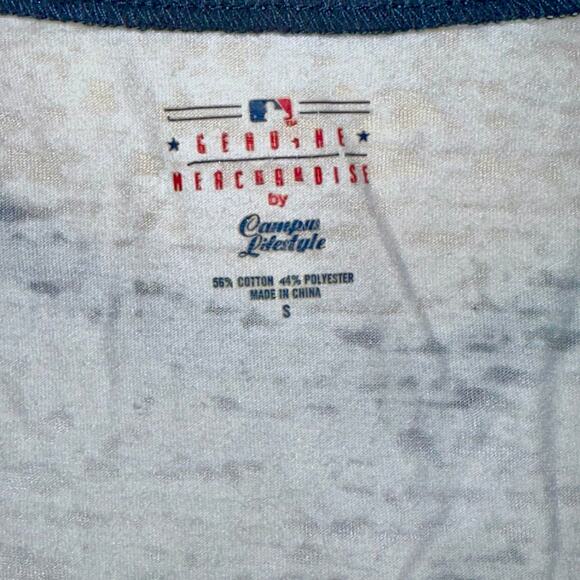 GENUINE
MERCHANDISE
by
Campus
Lifestyle
56% COTTON 44% POLYESTER
MADE IN CHINA
S